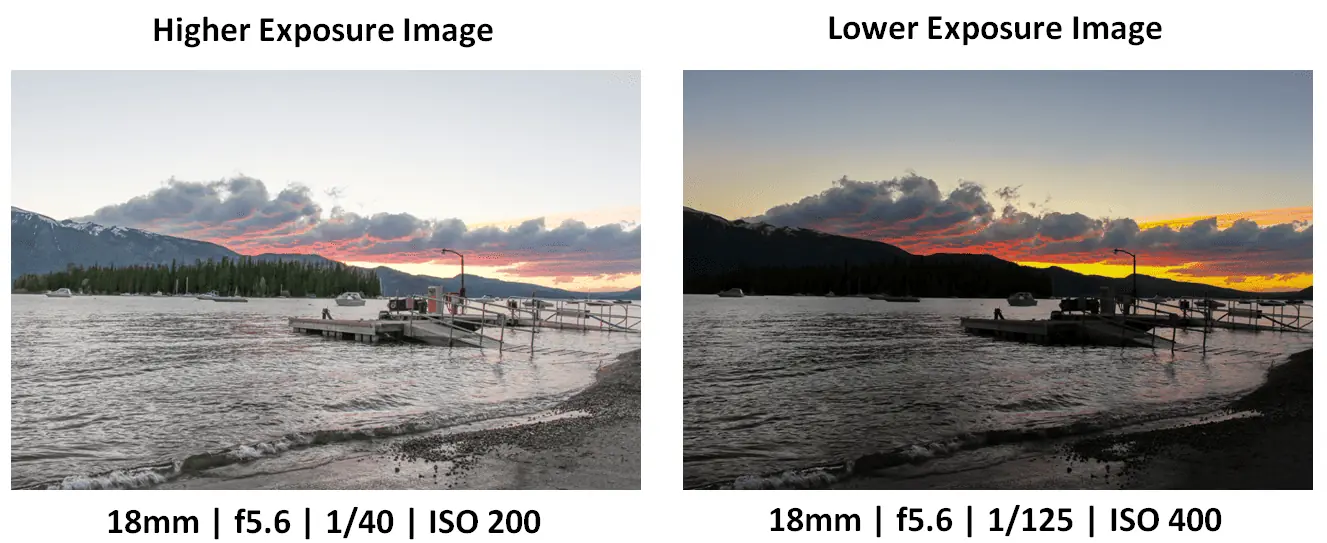 Higher Exposure Image
Lower Exposure Image
18mm | f5.6 | 1/40 | ISO 200
18mm | f5.6 | 1/125 | ISO 400